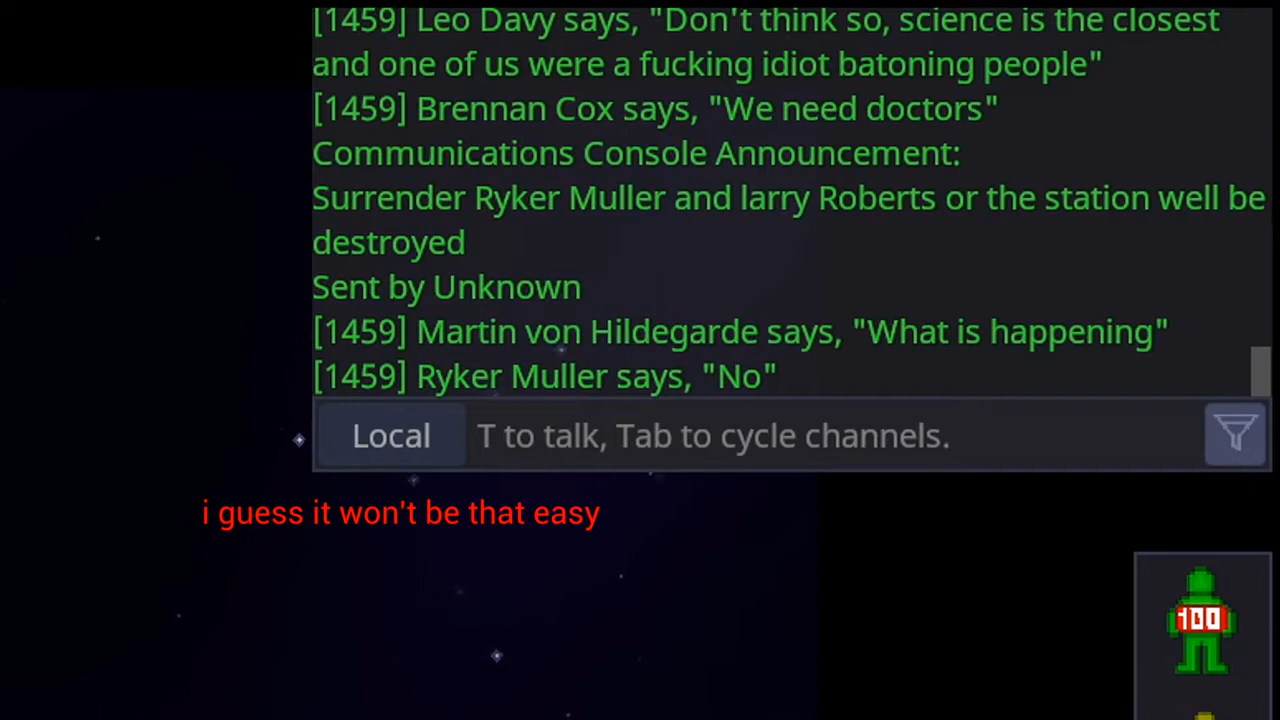 [1459] Leo Davy says, "Don't think so, science is the closest
and one of us were a fucking idiot batoning people"
[1459] Brennan Cox says, "We need doctors"
Communications Console Announcement:
Surrender Ryker Muller and larry Roberts or the station well be
destroyed
Sent by Unknown
[1459] Martin von Hildegarde says, "What is happening"
[1459] Ryker Muller says, "No"
Local T to talk, Tab to cycle channels.
i guess it won't be that easy
100